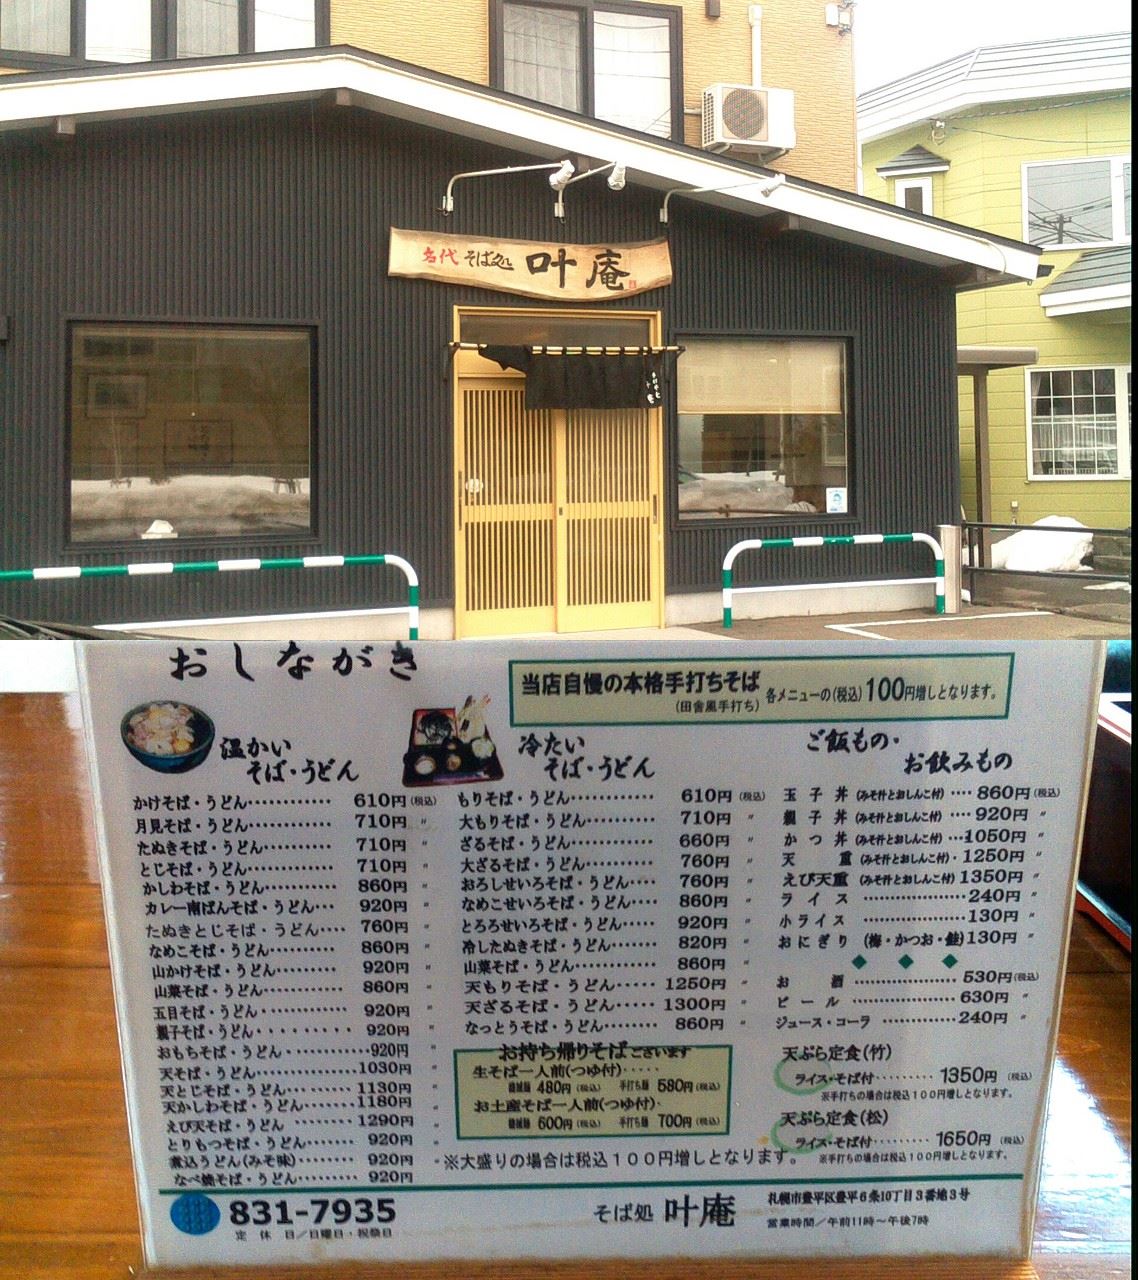 名代 そば処 叶庵
おしながき
当店自慢の本格手打ちそば 各メニューの(税込)100円増しとなります。
(田舎風手打ち)
温かい
そば・うどん
かけそば・うどん………… 610円(税込)
月見そば・うどん………… 710円 〃
たぬきそば・うどん……… 710円 〃
とじそば・うどん………… 710円 〃
かしわそば・うどん……… 860円 〃
カレー南ばんそば・うどん… 920円 〃
たぬきとじそば・うどん…… 760円 〃
なめこそば・うどん……… 860円 〃
山かけそば・うどん……… 920円 〃
山菜そば・うどん………… 860円 〃
五目そば・うどん………… 920円 〃
親子そば・うどん………… 920円 〃
おもちそば・うどん……… 920円 〃
天そば・うどん…………… 1030円 〃
天とじそば・うどん……… 1130円 〃
天かしわそば・うどん…… 1180円 〃
えび天そば・うどん……… 1290円 〃
とりもつそば・うどん…… 920円 〃
煮込うどん(みそ味)……… 920円 〃
なべ焼そば・うどん……… 920円 〃
冷たい
そば・うどん
もりそば・うどん………… 610円(税込)
大もりそば・うどん……… 710円 〃
ざるそば・うどん………… 660円 〃
大ざるそば・うどん……… 760円 〃
おろしせいろそば・うどん… 760円 〃
なめこせいろそば・うどん… 860円 〃
とろろせいろそば・うどん… 920円 〃
冷したぬきそば・うどん…… 820円 〃
山菜そば・うどん………… 860円 〃
天もりそば・うどん……… 1250円 〃
天ざるそば・うどん……… 1300円 〃
なっとうそば・うどん…… 860円 〃
お持ち帰りそばございます
生そば一人前(つゆ付)‥‥
機械麺 480円(税込) 手打ち麺 580円(税込)
お土産そば一人前(つゆ付)‥
機械麺 600円(税込) 手打ち麺 700円(税込)
ご飯もの・
お飲みもの
玉子丼(みそ汁とおしんこ付)‥‥860円(税込)
親子丼(みそ汁とおしんこ付)‥‥920円 〃
かつ丼(みそ汁とおしんこ付)…1050円 〃
天重(みそ汁とおしんこ付)・1250円 〃
えび天重(みそ汁とおしんこ付)1350円 〃
ライス………………240円 〃
小ライス……………130円 〃
おにぎり(梅・かつお・鮭)130円 〃
お酒…………………530円(税込)
ビール………………630円 〃
ジュース・コーラ…………240円 〃
天ぷら定食(竹)
ライス・そば付……… 1350円(税込)
※手打ちの場合は税込100円増しとなります。
天ぷら定食(松)
ライス・そば付……… 1650円(税込)
※手打ちの場合は税込100円増しとなります。
※大盛りの場合は税込100円増しとなります。
831-7935
定休日/日曜日・祝祭日
そば処 叶庵
札幌市豊平区豊平6条10丁目3番地3号
営業時間/午前11時〜午後7時